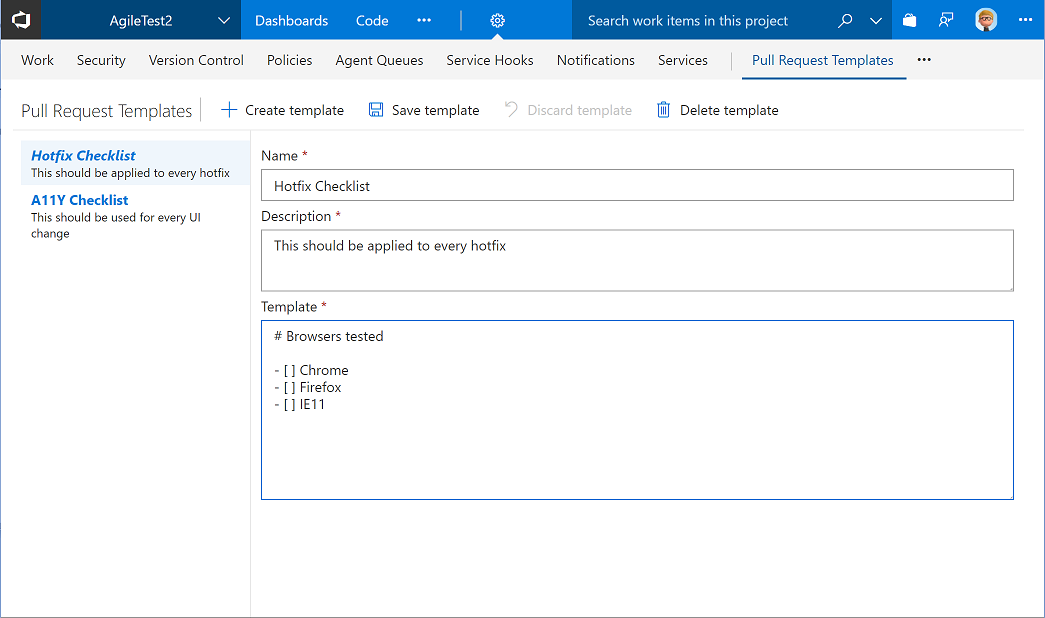 AgileTest2 Dashboards Code Search work items in this project
Work Security Version Control Policies Agent Queues Service Hooks Notifications Services Pull Request Templates
Pull Request Templates Create template Save template Discard template Delete template
Hotfix Checklist
This should be applied to every hotfix
A11Y Checklist
This should be used for every UI
change
Name *
Hotfix Checklist
Description *
This should be applied to every hotfix
Template *
# Browsers tested
- [ ] Chrome
- [ ] Firefox
- [ ] IE11